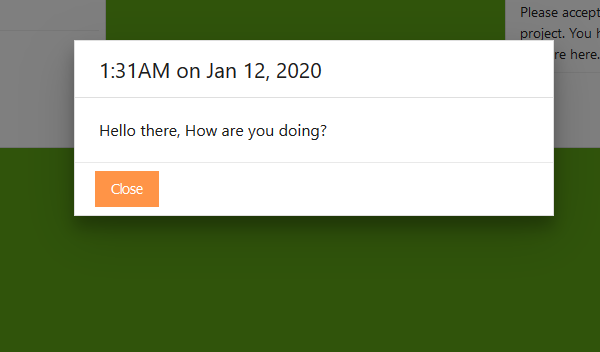 Please accept
project. You h
re here.
1:31AM on Jan 12, 2020
Hello there, How are you doing?
Close